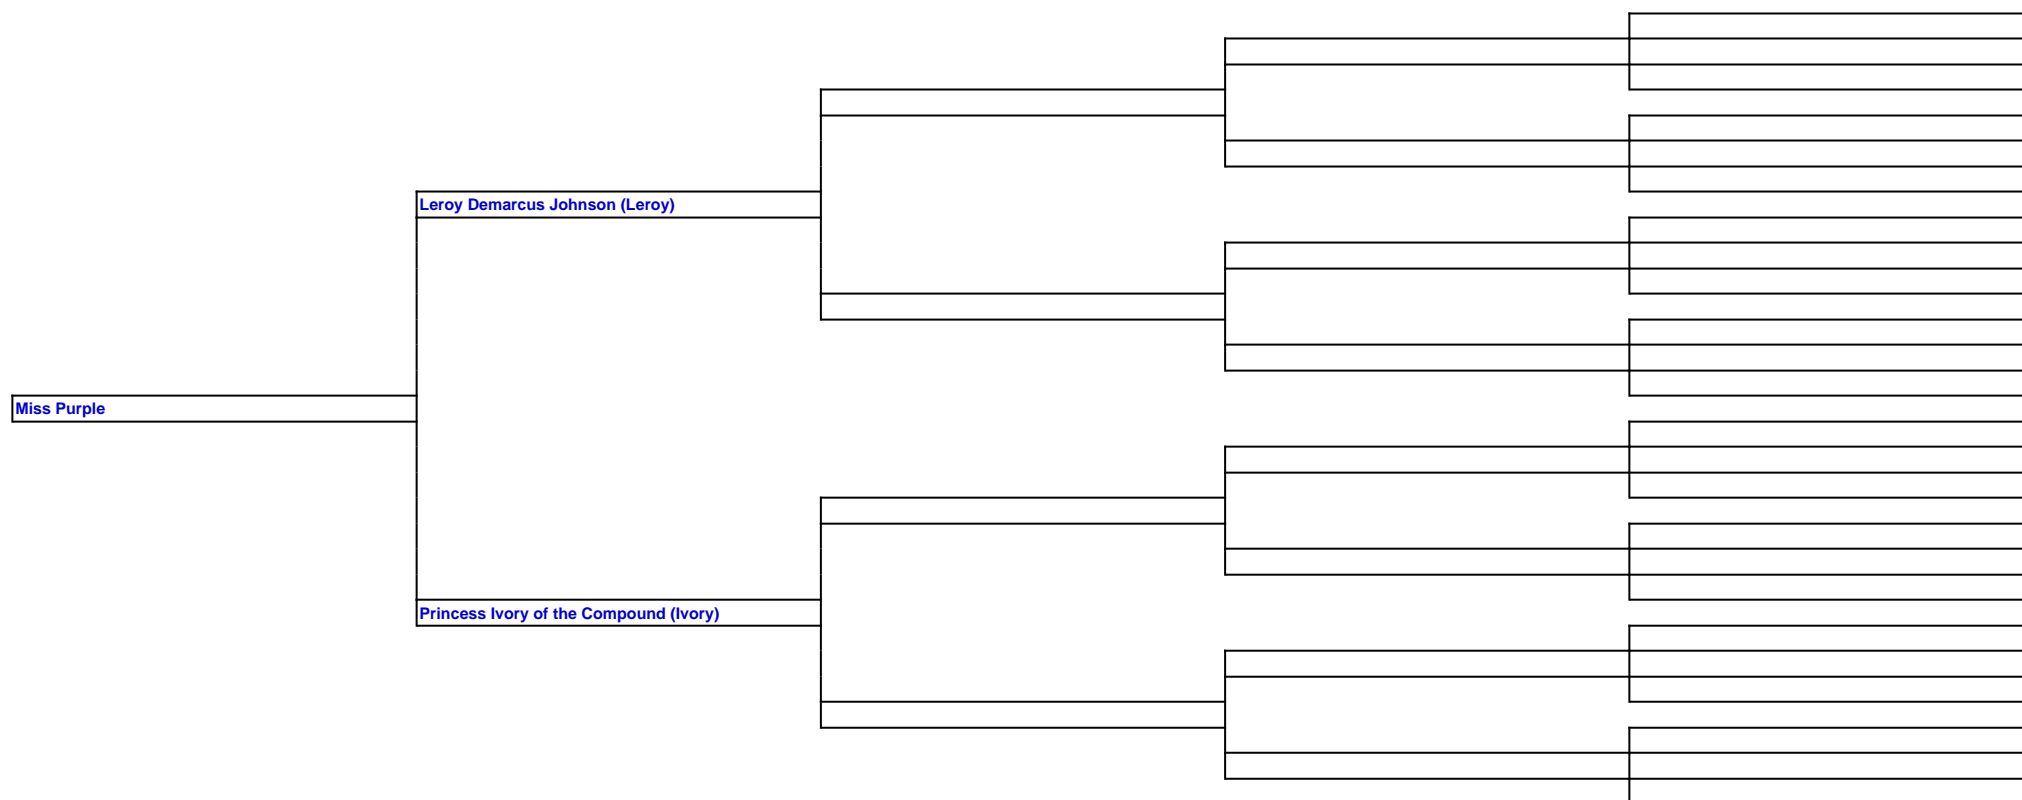 Leroy Demarcus Johnson (Leroy)
Miss Purple
Princess Ivory of the Compound (Ivory)